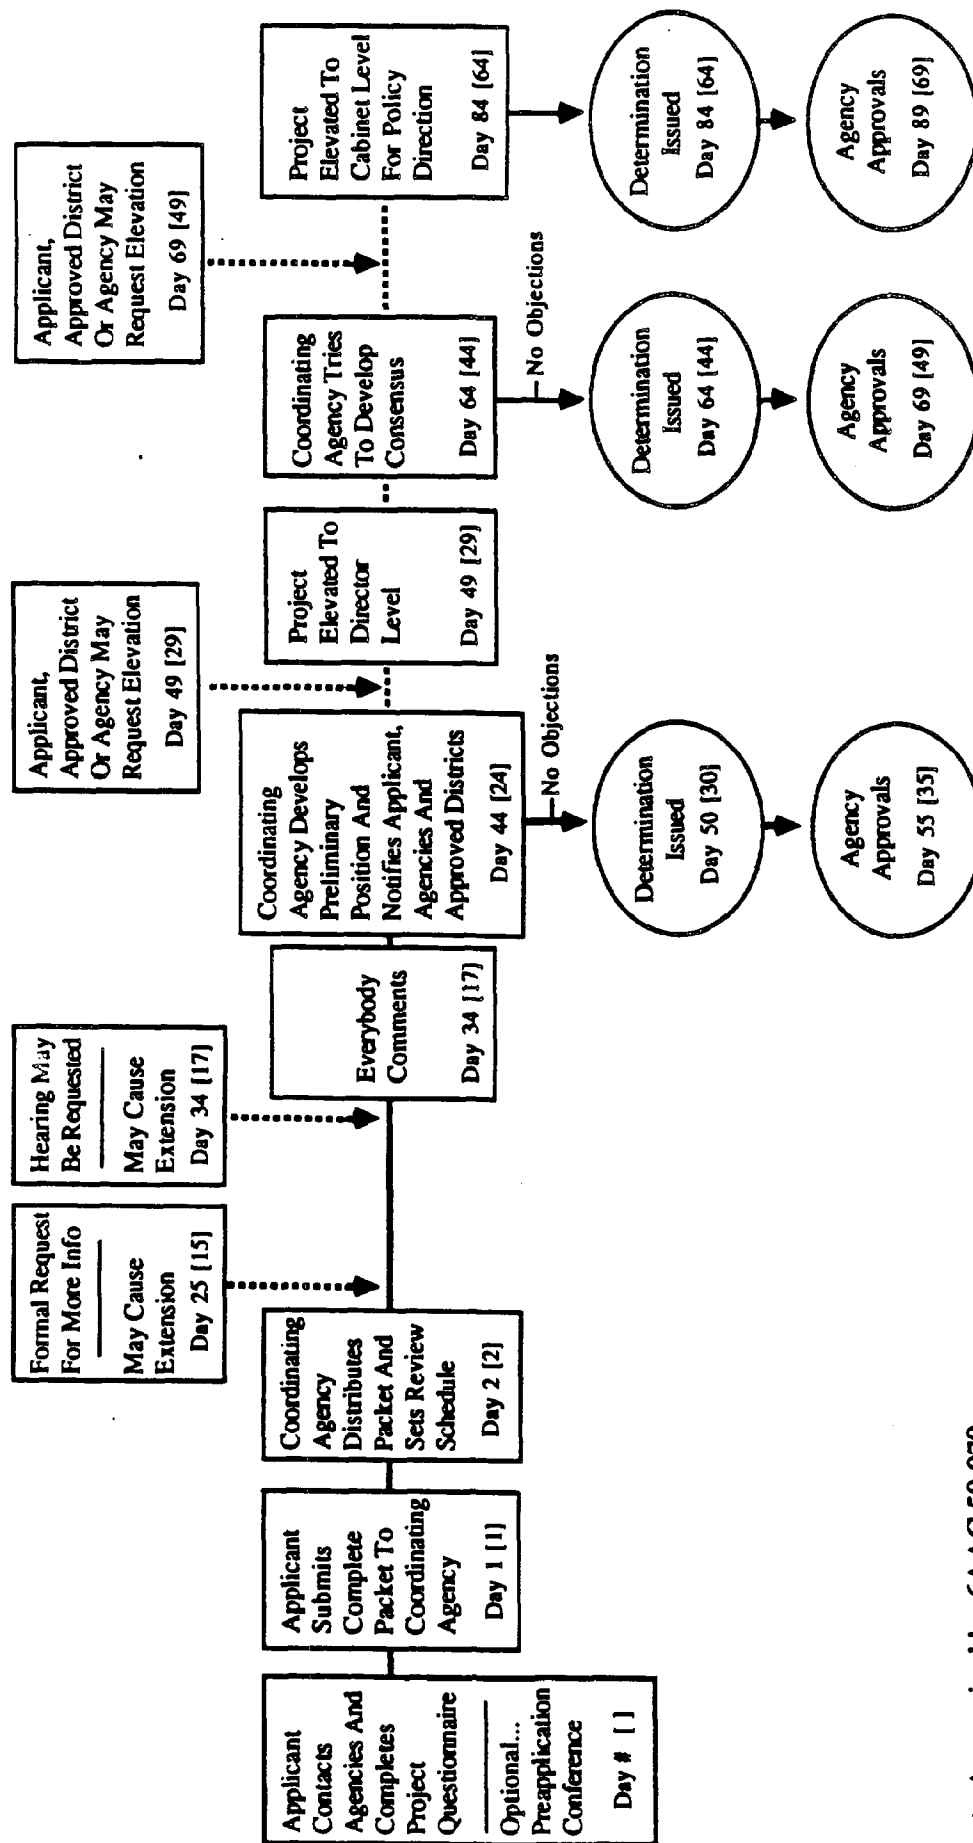 Applicant
Contacts
Agencies And
Completes
Project
Questionnaire
Optional...
Preapplication
Conference
Day # [ ]
Applicant
Submits
Complete
Packet To
Coordinating
Agency
Day 1 [1]
Coordinating
Agency
Distributes
Packet And
Sets Review
Schedule
Day 2 [2]
Formal Request
For More Info
May Cause
Extension
Day 25 [15]
Hearing May
Be Requested
May Cause
Extension
Day 34 [17]
Everybody
Comments
Day 34 [17]
Coordinating
Agency Develops
Preliminary
Position And
Notifies Applicant,
Agencies And
Approved Districts
Day 44 [24]
No Objections
Determination
Issued
Day 50 [30]
Agency
Approvals
Day 55 [35]
Applicant,
Approved District
Or Agency May
Request Elevation
Day 49 [29]
Project
Elevated To
Director
Level
Day 49 [29]
Coordinating
Agency Tries
To Develop
Consensus
Day 64 [44]
No Objections
Determination
Issued
Day 64 [44]
Agency
Approvals
Day 69 [49]
Applicant,
Approved District
Or Agency May
Request Elevation
Day 69 [49]
Project
Elevated To
Cabinet Level
For Policy
Direction
Day 84 [64]
Determination
Issued
Day 84 [64]
Agency
Approvals
Day 89 [69]